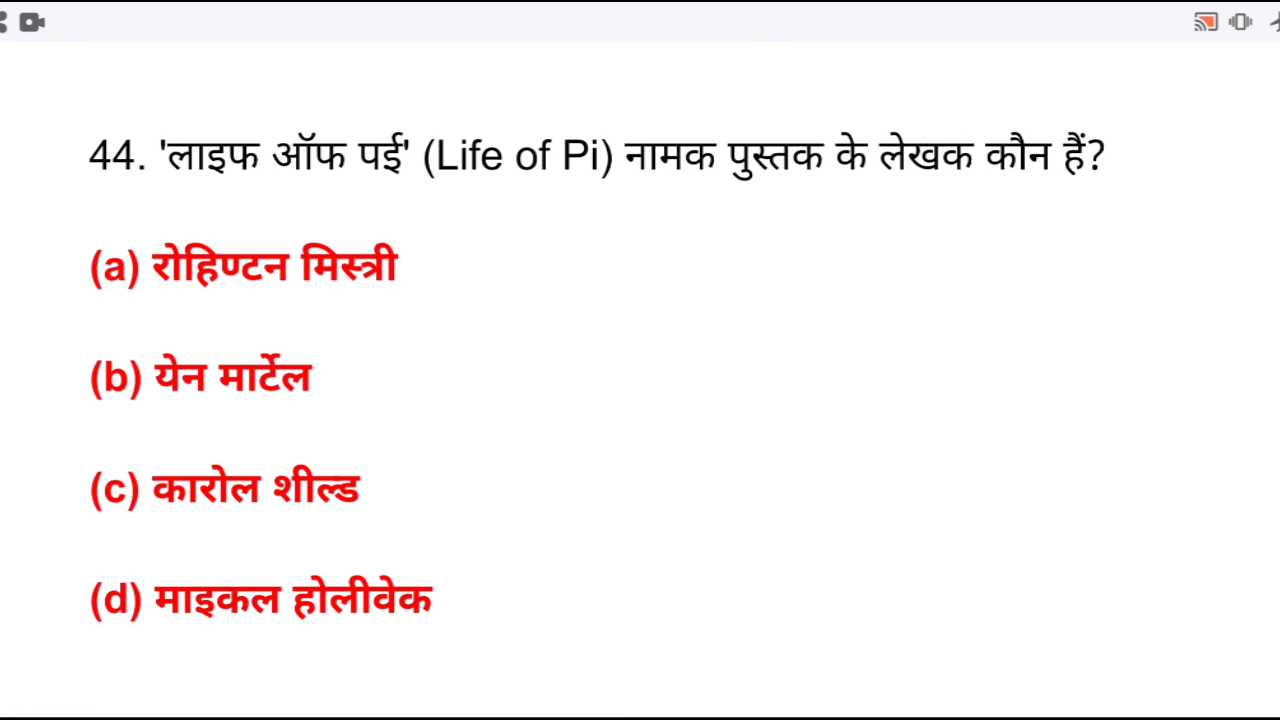 44. 'लाइफ ऑफ पई' (Life of Pi) नामक पुस्तक के लेखक कौन हैं?
(a) रोहिण्टन मिस्त्री
(b) येन मार्टेल
(c) कारोल शील्ड
(d) माइकल होलीवेक